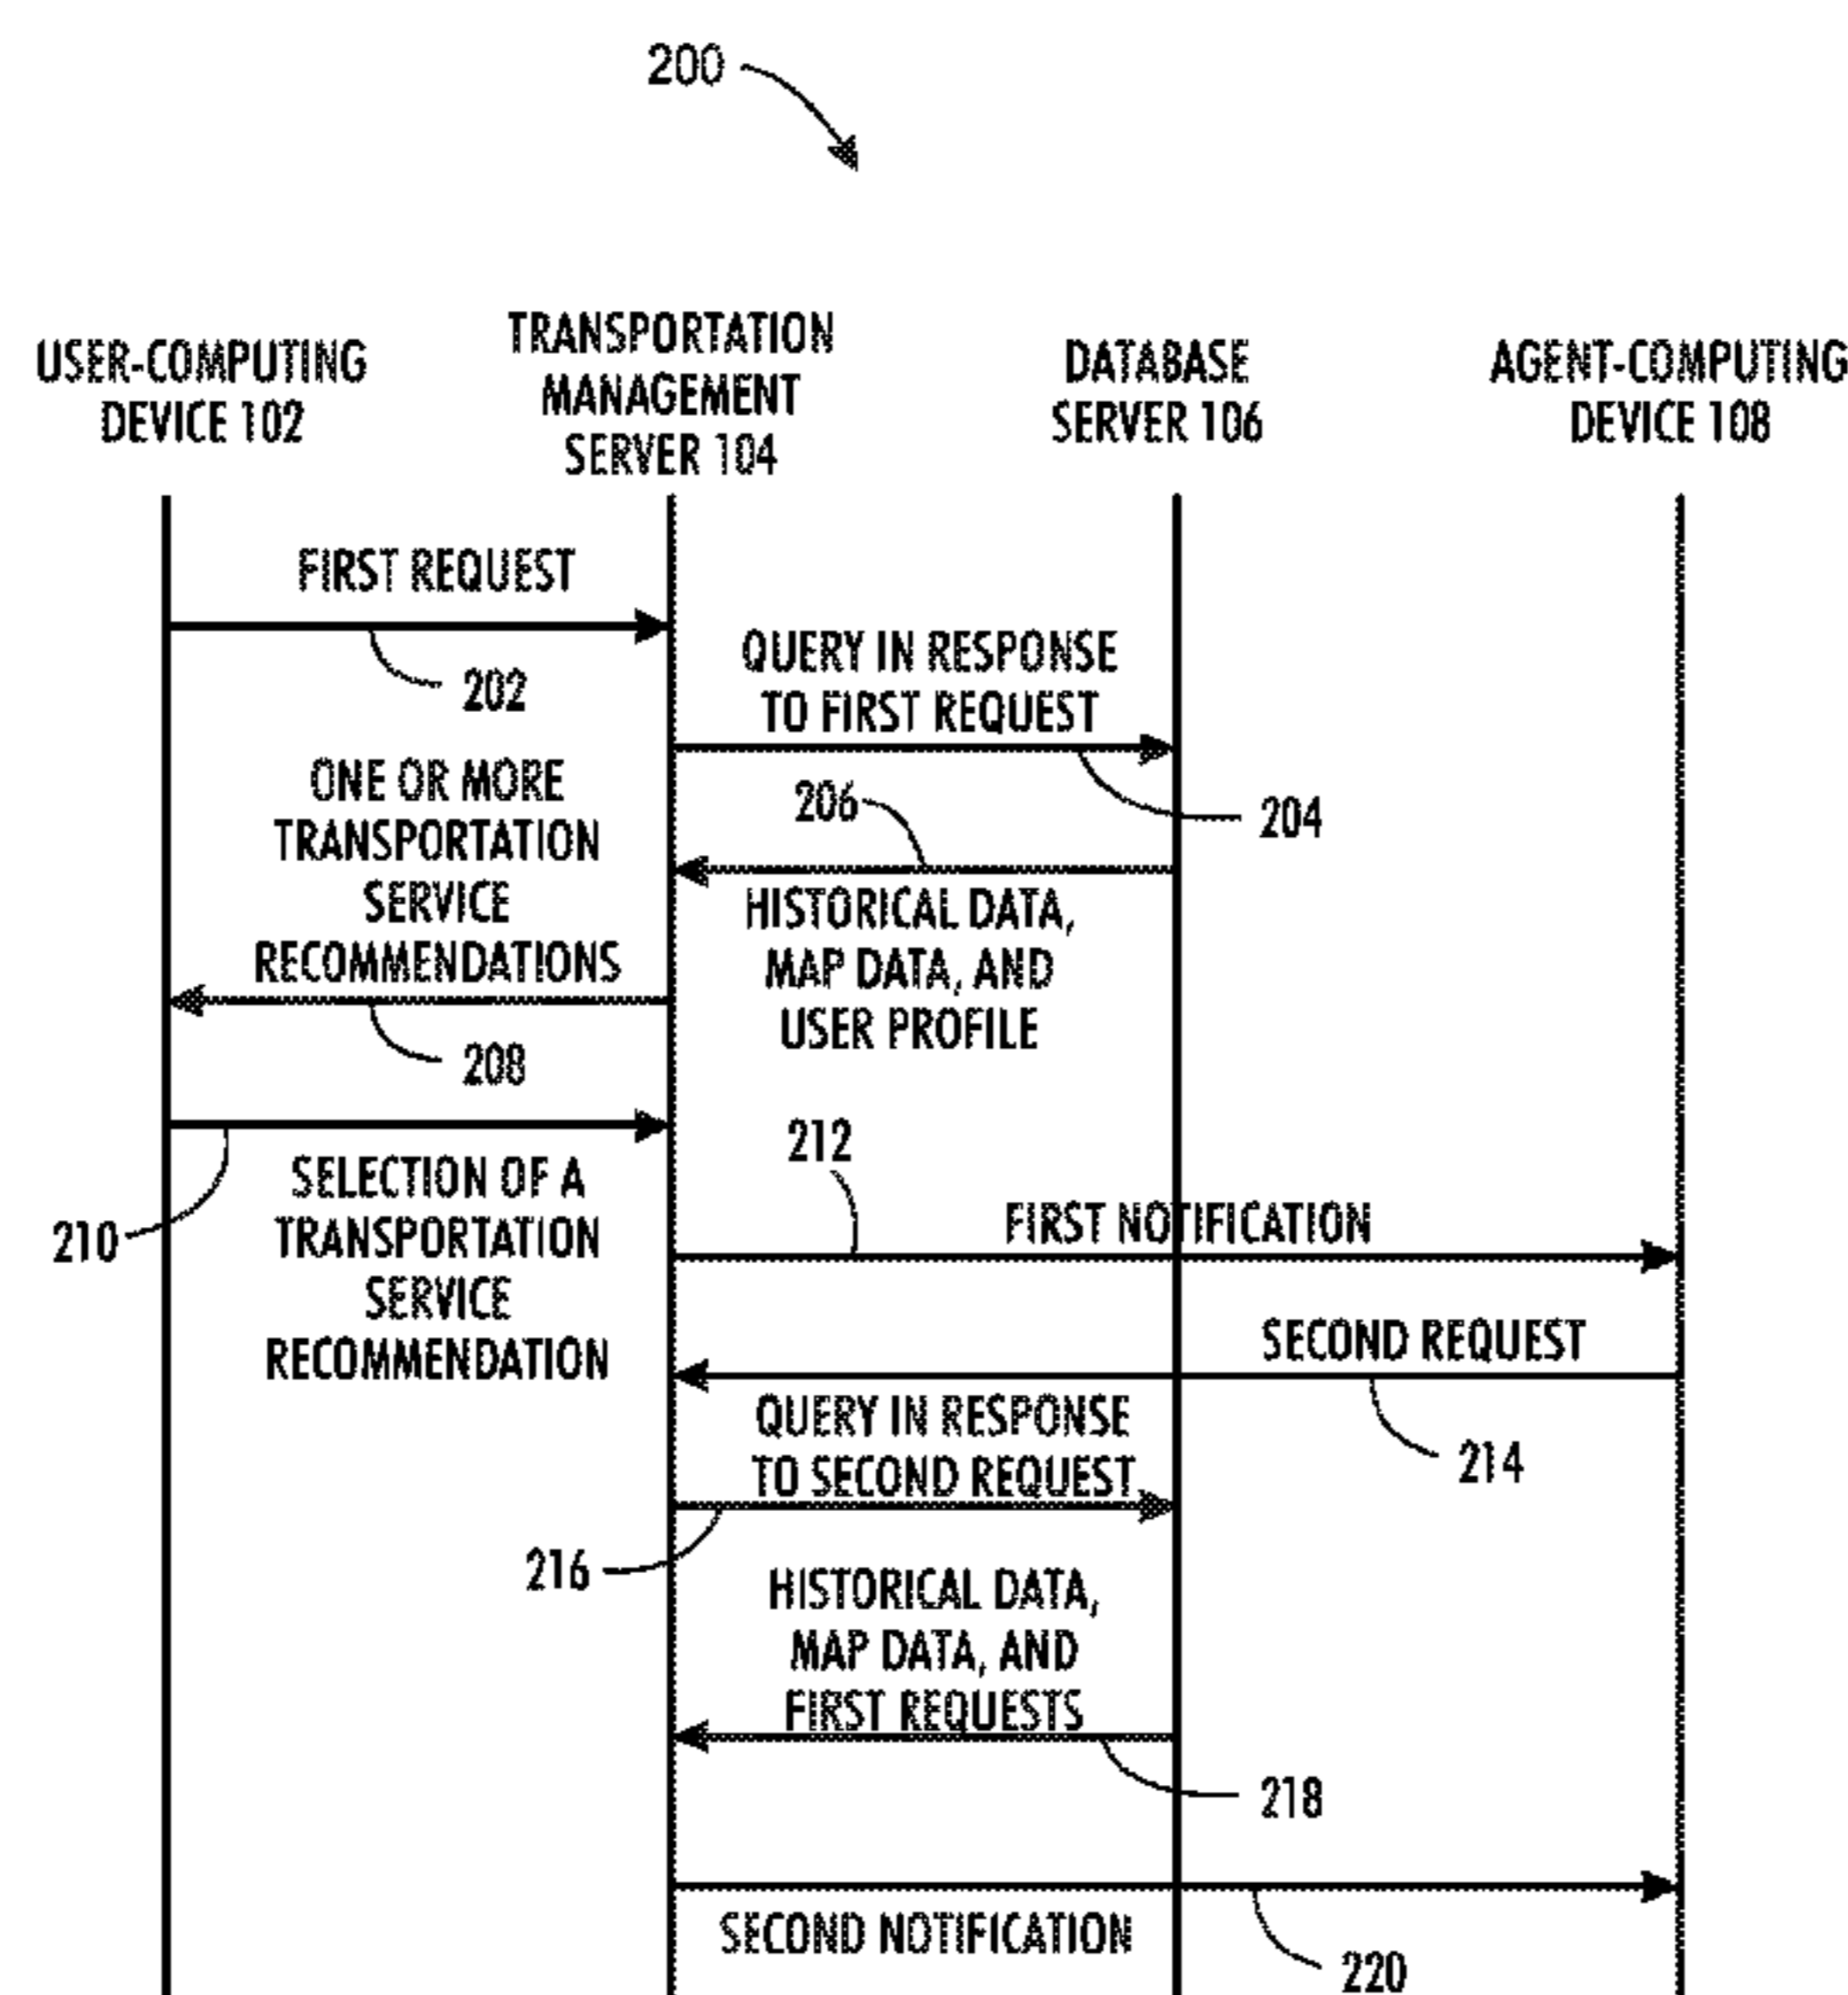 200
USER-COMPUTING
DEVICE 102
TRANSPORTATION
MANAGEMENT
SERVER 104
DATABASE
SERVER 106
AGENT-COMPUTING
DEVICE 108
FIRST REQUEST
202
QUERY IN RESPONSE
TO FIRST REQUEST
204
206
HISTORICAL DATA,
MAP DATA, AND
USER PROFILE
ONE OR MORE
TRANSPORTATION
SERVICE
RECOMMENDATIONS
208
210
SELECTION OF A
TRANSPORTATION
SERVICE
RECOMMENDATION
212
FIRST NOTIFICATION
SECOND REQUEST
214
QUERY IN RESPONSE
TO SECOND REQUEST
216
HISTORICAL DATA,
MAP DATA, AND
FIRST REQUESTS
218
SECOND NOTIFICATION
220